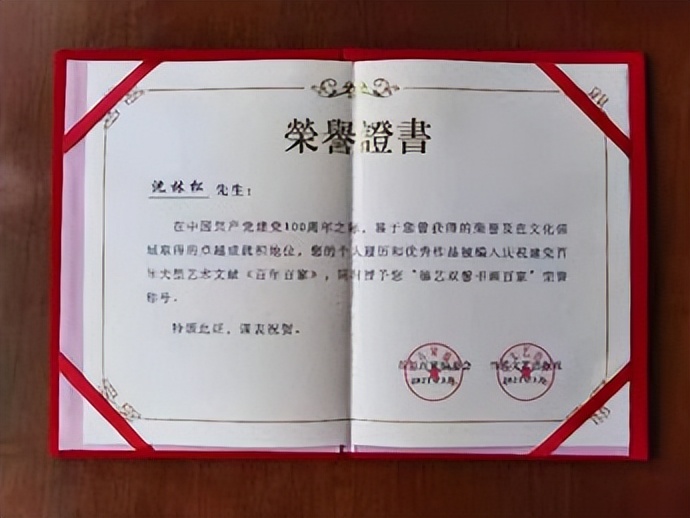 榮譽證書
沈林松 先生：
在中国共产党建党100周年之际，基于您曾获得的荣誉及在文化领
域取得的卓越成就和地位，您的个人履历和优秀作品被编入庆祝建党百
年大型艺术文献《百年百家》，同时授予您“德艺双馨书画百家”荣誉
称号。
特颁此证，谨表祝贺。